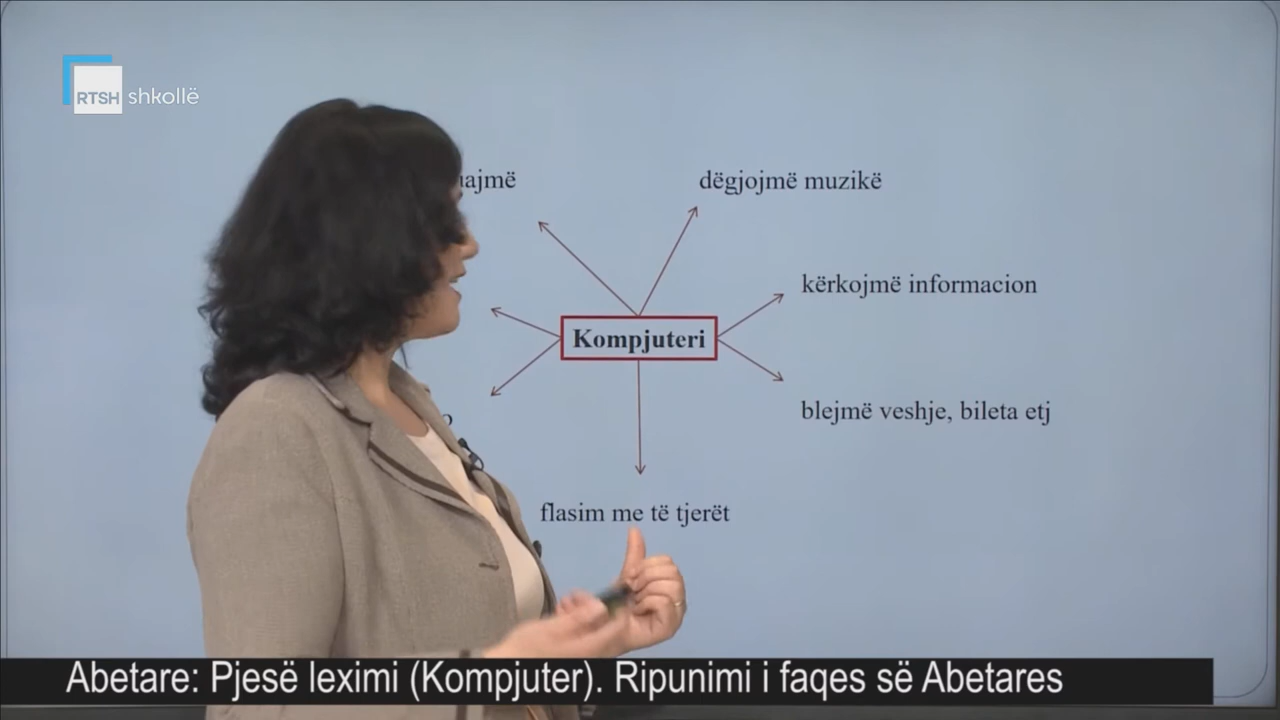 RTSH shkollë
dëgjojmë muzikë
kërkojmë informacion
Kompjuteri
blejmë veshje, bileta etj
flasim me të tjerët
Abetare: Pjesë leximi (Kompjuter). Ripunimi i faqes së Abetares